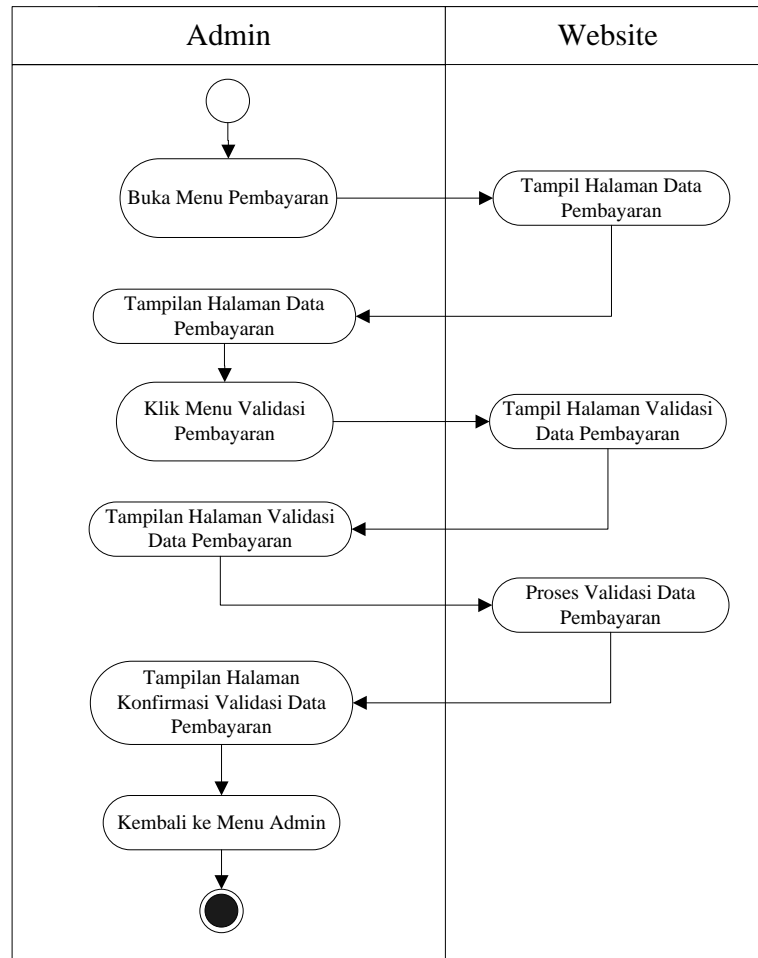 Admin
Website
Buka Menu Pembayaran
Tampil Halaman Data
Pembayaran
Tampilan Halaman Data
Pembayaran
Klik Menu Validasi
Pembayaran
Tampil Halaman Validasi
Data Pembayaran
Tampilan Halaman Validasi
Data Pembayaran
Proses Validasi Data
Pembayaran
Tampilan Halaman
Konfirmasi Validasi Data
Pembayaran
Kembali ke Menu Admin